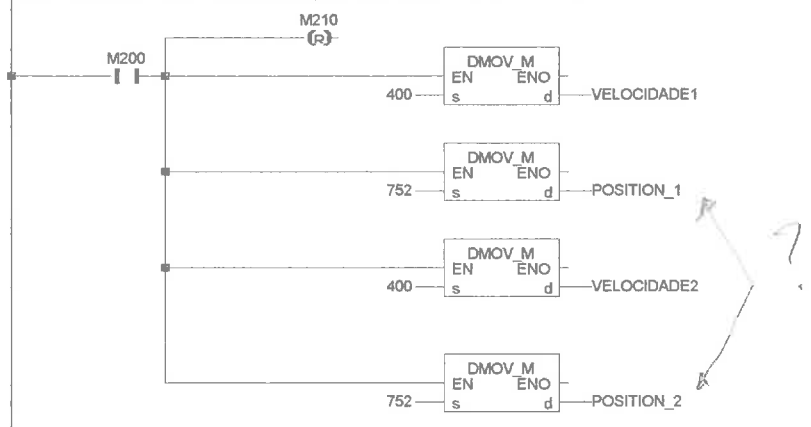 M210
(R)
M200
DMOV_M
EN ENO
400 s d VELOCIDADE1
DMOV_M
EN ENO
752 s d POSITION_1
DMOV_M
EN ENO
400 s d VELOCIDADE2
DMOV_M
EN ENO
752 s d POSITION_2